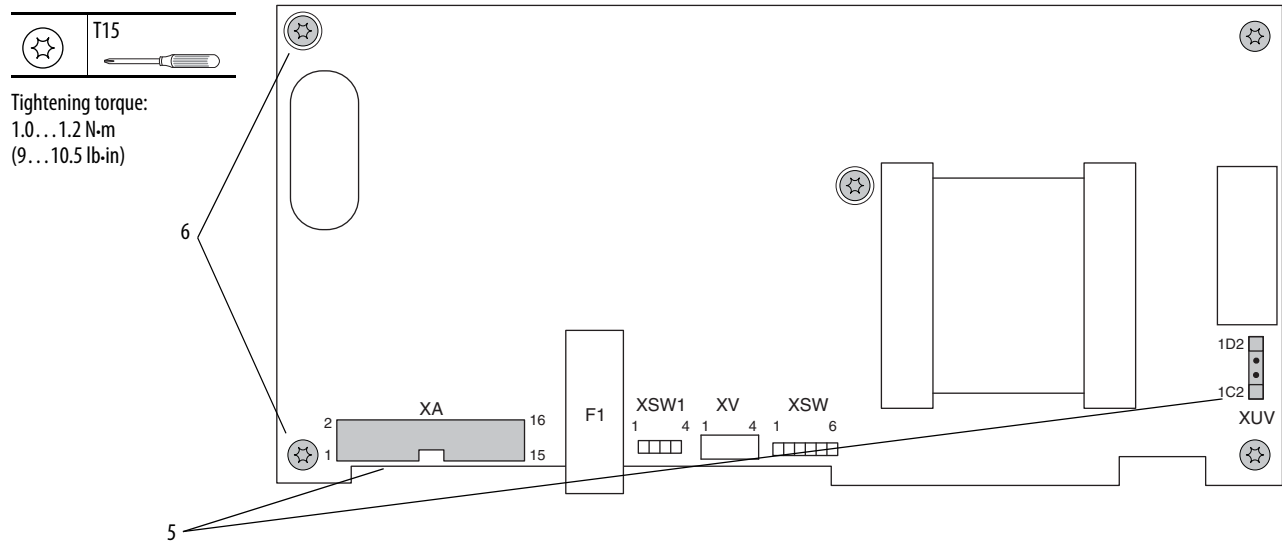 T15
Tightening torque:
1.0...1.2 N•m
(9...10.5 lb•in)
6
1D2
1C2
XUV
XA
2
16
1
15
F1
XSW1
1 4
XV
1 4
XSW
1 6
5